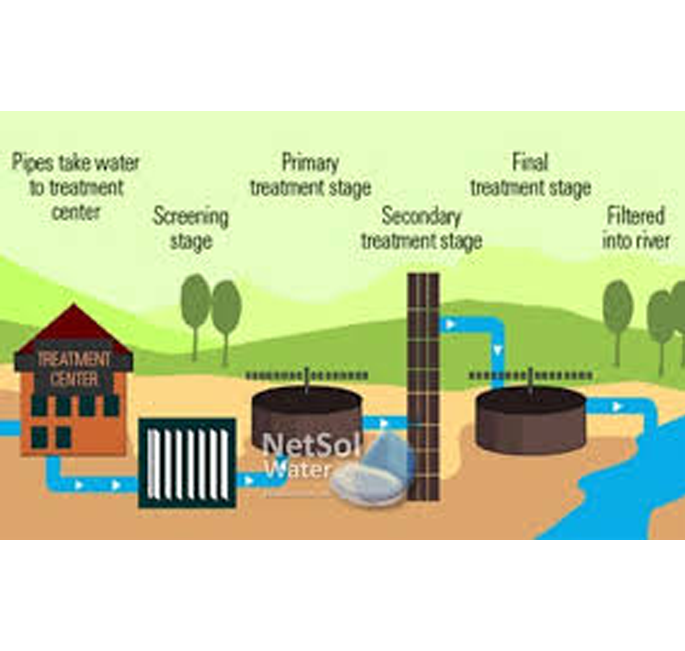 Pipes take water
to treatment
center
Screening
stage
Primary
treatment stage
Secondary
treatment stage
Final
treatment stage
Filtered
into river
TREATMENT
CENTER
NetSol
Water